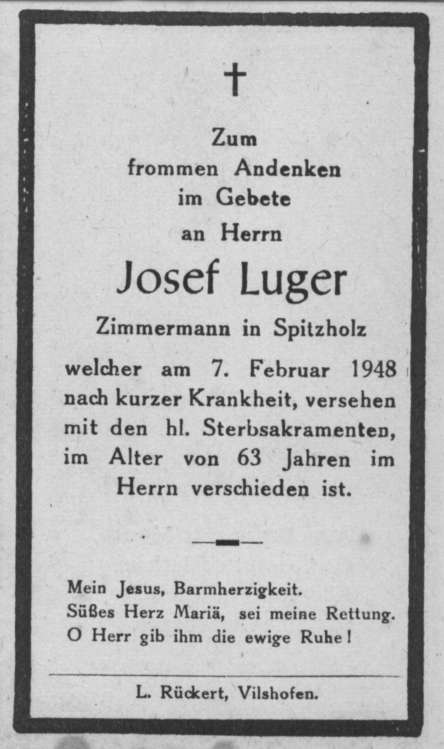 Zum
frommen Andenken
im Gebete
an Herrn
Josef Luger
Zimmermann in Spitzholz
welcher am 7. Februar 1948
nach kurzer Krankheit, versehen
mit den hl. Sterbsakramenten,
im Alter von 63 Jahren im
Herrn verschieden ist.
Mein Jesus, Barmherzigkeit.
Süßes Herz Mariä, sei meine Rettung.
O Herr gib ihm die ewige Ruhe!
L. Rückert, Vilshofen.